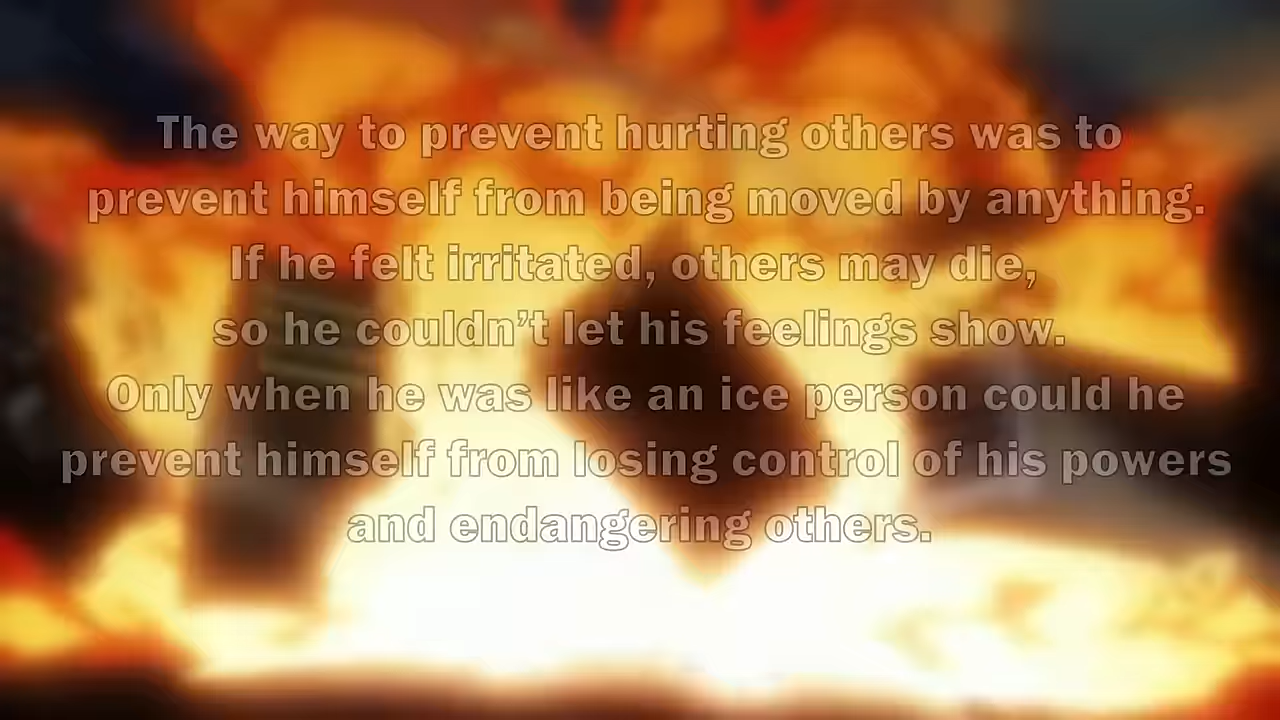 The way to prevent hurting others was to
prevent himself from being moved by anything.
If he felt irritated, others may die,
so he couldn’t let his feelings show.
Only when he was like an ice person could he
prevent himself from losing control of his powers
and endangering others.